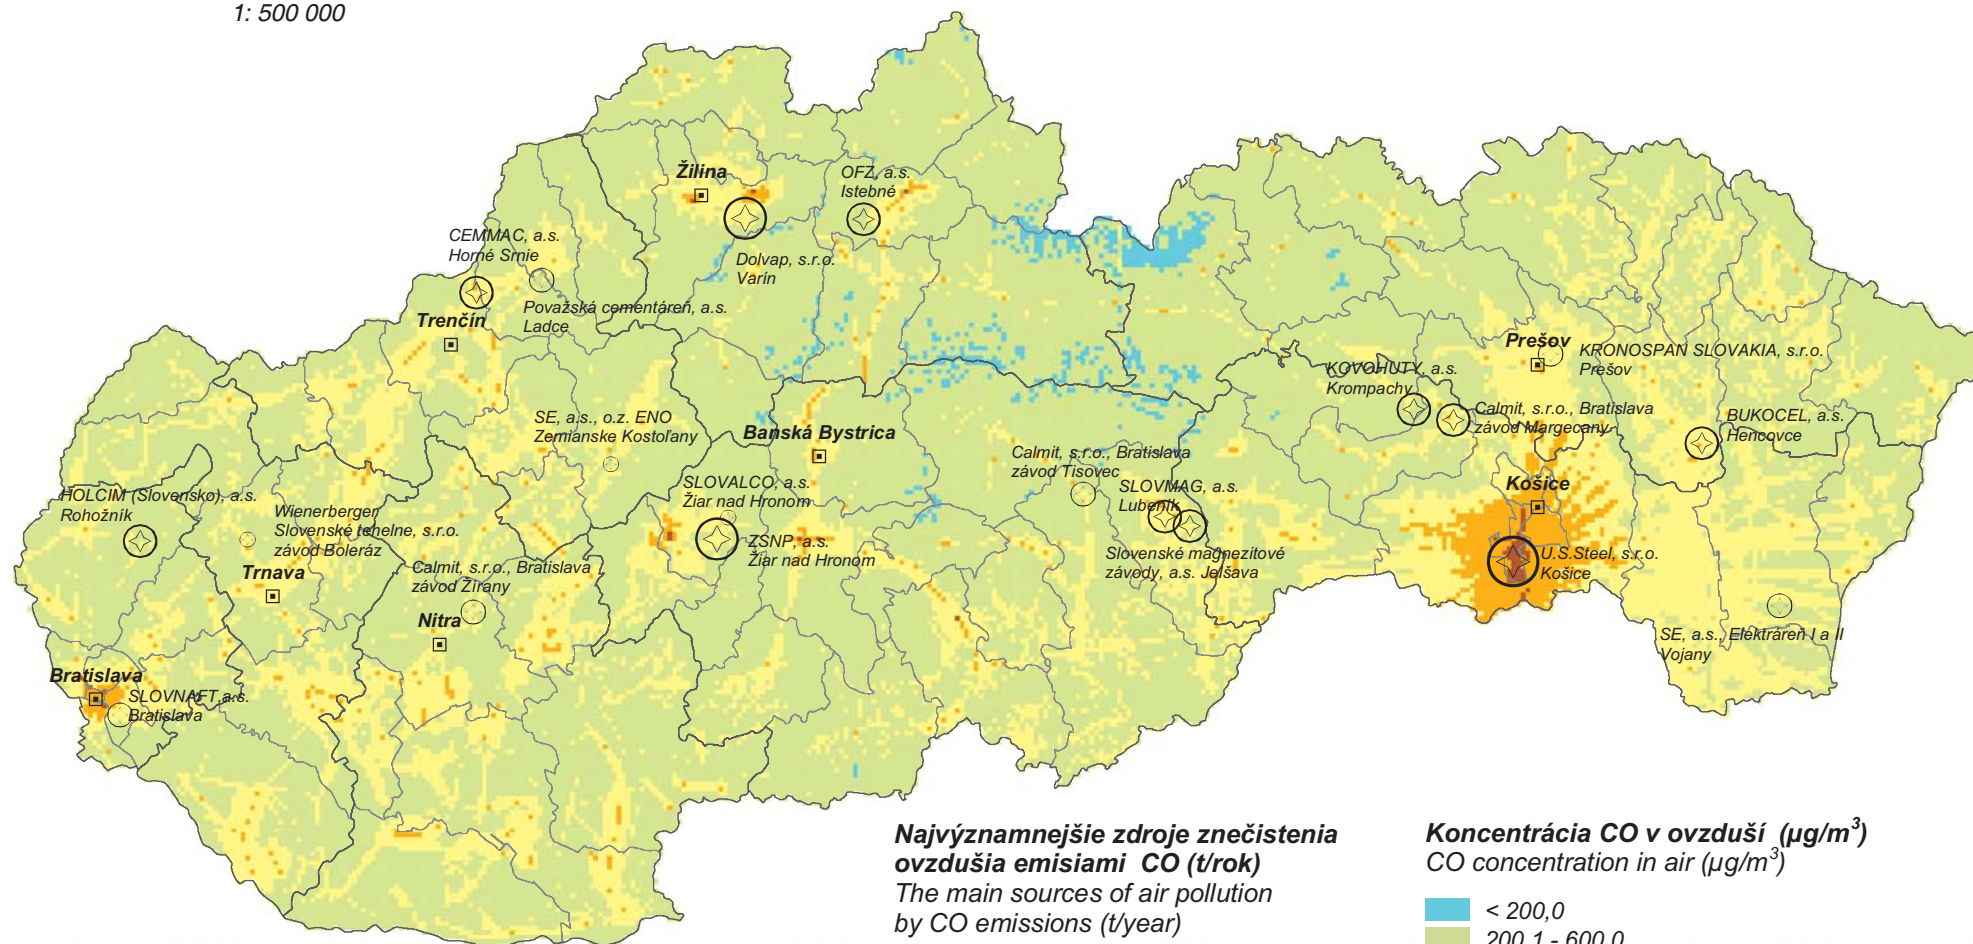 1: 500 000
Žilina
OFZ, a.s.
Istebné
CEMMAC, a.s.
Horné Srnie
Dolvap, s.r.o.
Varín
Považská cementáreň, a.s.
Ladce
Trenčín
Prešov
KRONOSPAN SLOVAKIA, s.r.o.
Prešov
KOVOHUTY, a.s.
Krompachy
Calmit, s.r.o., Bratislava
závod Margecany
BUKOCEL, a.s.
Hencovce
SE, a.s., o.z. ENO
Zemianske Kostoľany
Banská Bystrica
Calmit, s.r.o., Bratislava
závod Tisovec
SLOVALCO, a.s.
Žiar nad Hronom
SLOVMAG, a.s.
Lubeník
Košice
HOLCIM (Slovensko), a.s.
Rohožník
Wienerberger
Slovenské tehelne, s.r.o.
závod Boleráz
ZSNP, a.s.
Žiar nad Hronom
Slovenské magnezitové
závody, a.s. Jelšava
U.S.Steel, s.r.o.
Košice
Trnava
Calmit, s.r.o., Bratislava
závod Žirany
Nitra
SE, a.s., Elektráreň I a II
Vojany
Bratislava
SLOVNAFT,a.s.
Bratislava
Najvýznamnejšie zdroje znečistenia
ovzdušia emisiami CO (t/rok)
The main sources of air pollution
by CO emissions (t/year)
Koncentrácia CO v ovzduší (µg/m³)
CO concentration in air (µg/m³)
< 200,0
200,1 - 600,0